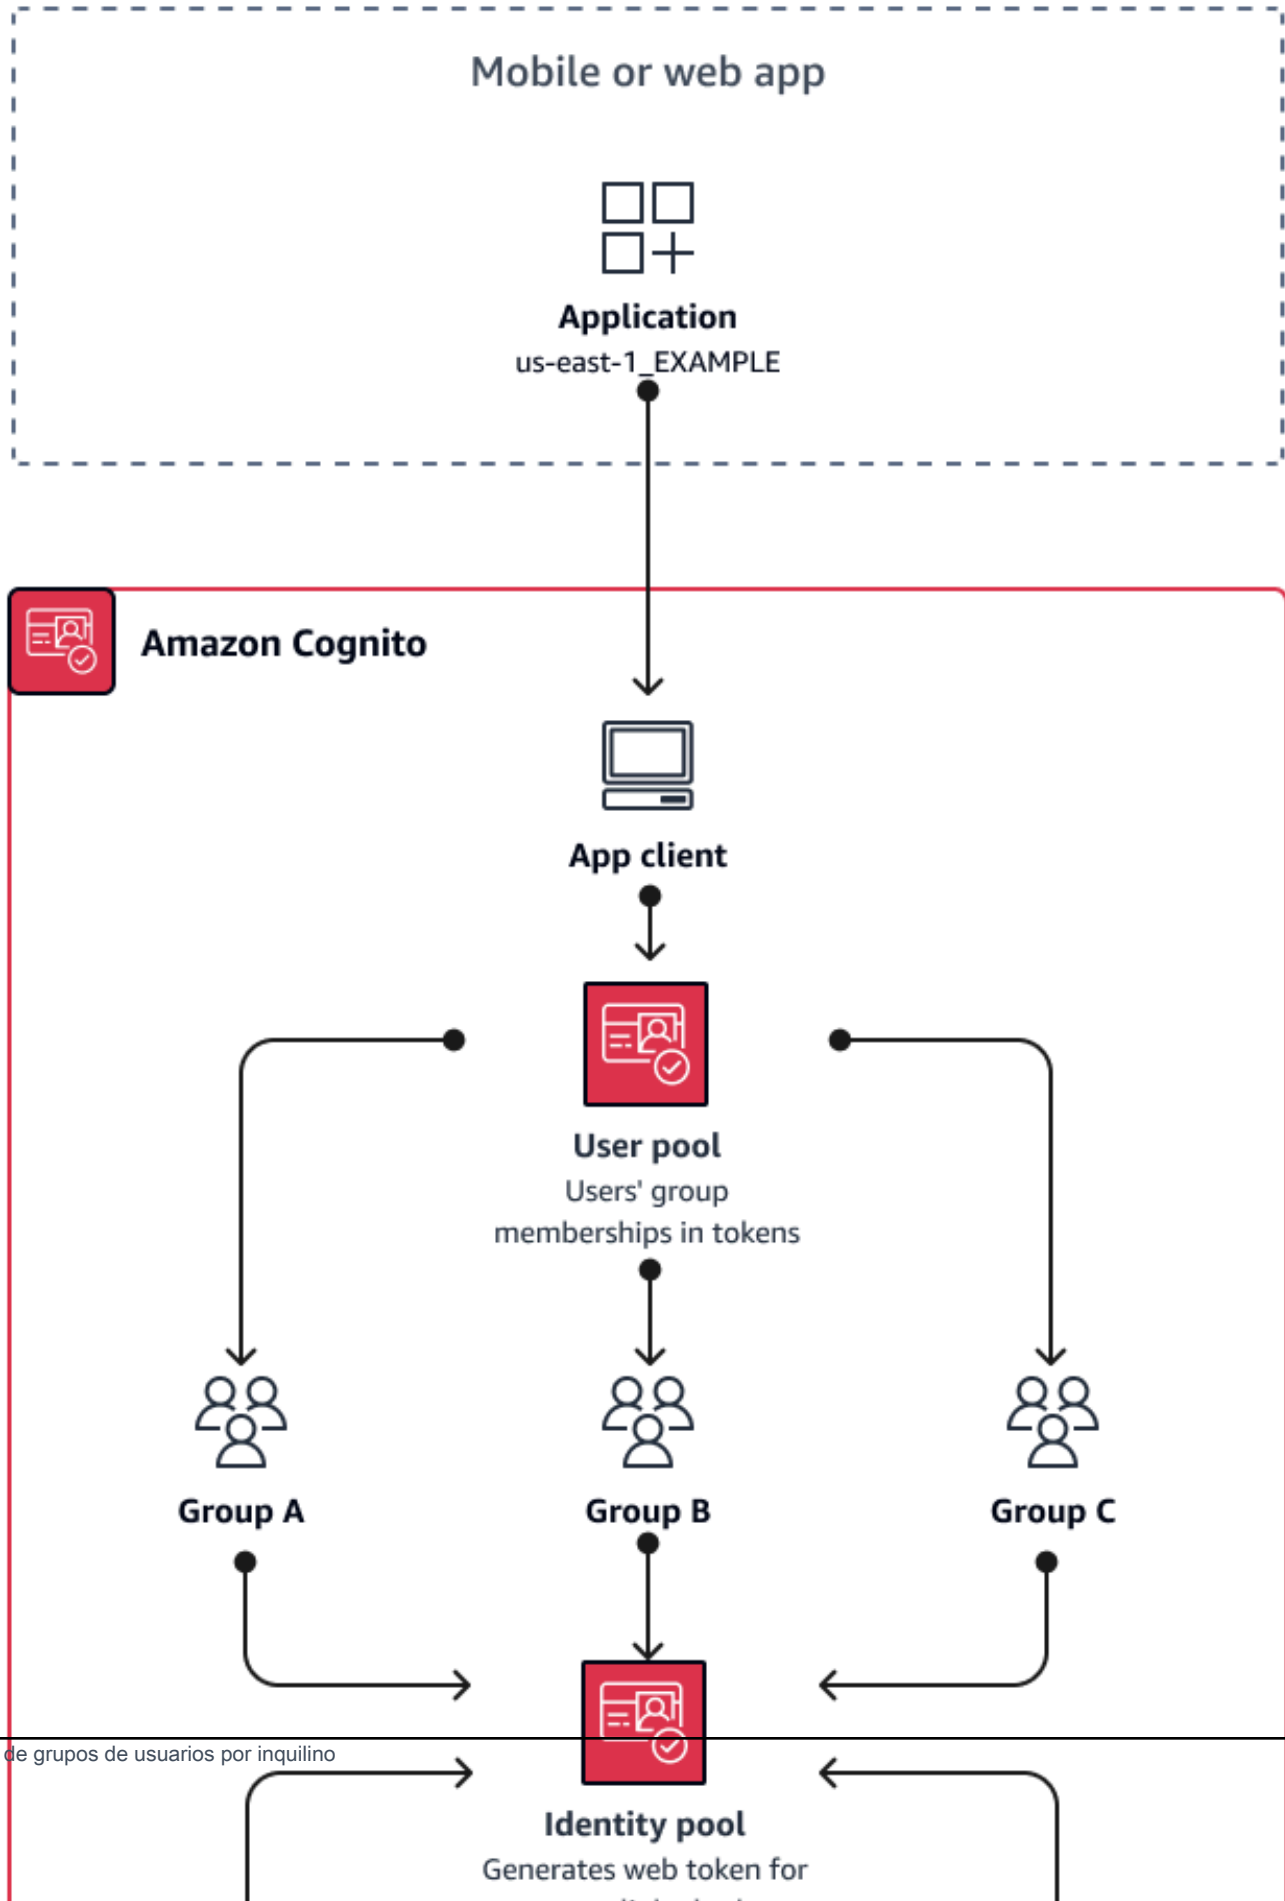 Mobile or web app
Application
us-east-1_EXAMPLE
Amazon Cognito
App client
User pool
Users' group
memberships in tokens
Group A
Group B
Group C
de grupos de usuarios por inquilino
Identity pool
Generates web token for